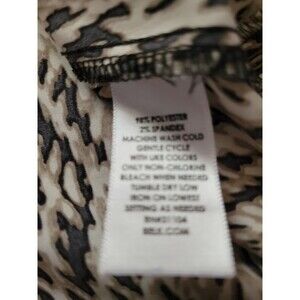 98% POLYESTER
2% SPANDEX
MACHINE WASH COLD
GENTLE CYCLE
WITH LIKE COLORS
ONLY NON-CHLORINE
BLEACH WHEN NEEDED
TUMBLE DRY LOW
IRON ON LOWEST
SETTING AS NEEDED
BELK.COM